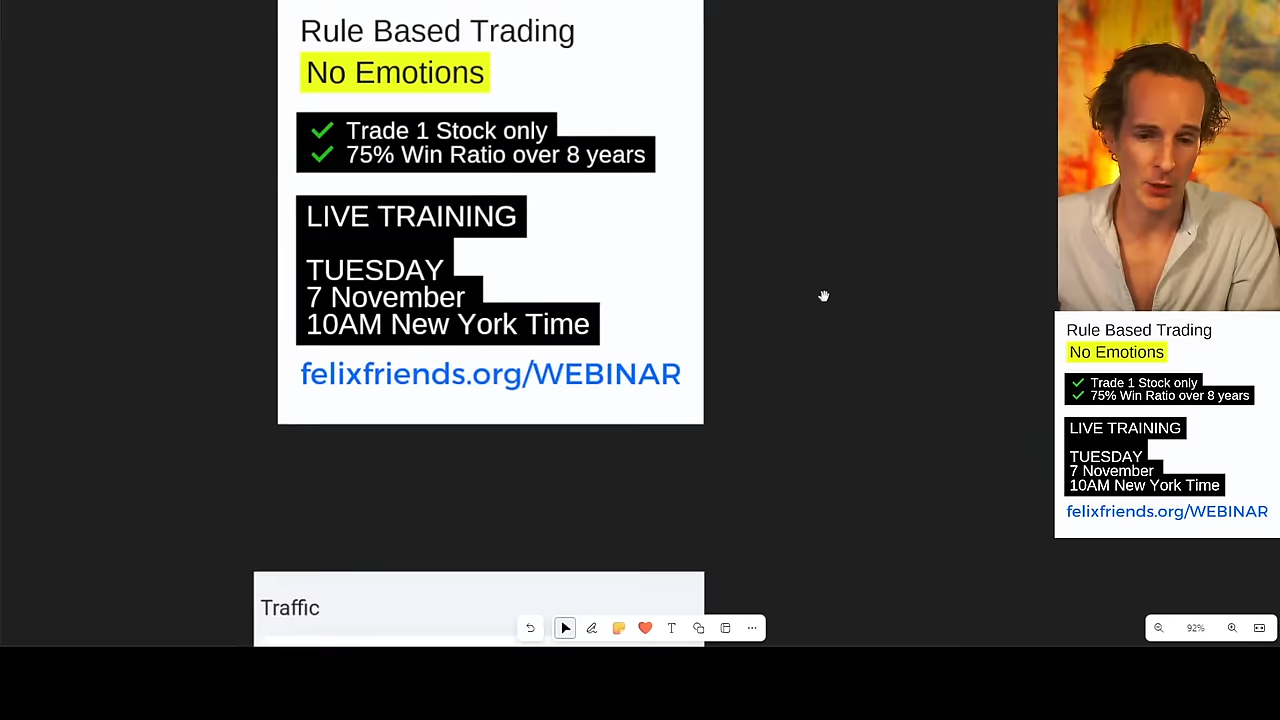 Rule Based Trading
No Emotions
Trade 1 Stock only
75% Win Ratio over 8 years
LIVE TRAINING
TUESDAY
7 November
10AM New York Time
felixfriends.org/WEBINAR
Traffic
T
92%
Rule Based Trading
No Emotions
Trade 1 Stock only
75% Win Ratio over 8 years
LIVE TRAINING
TUESDAY
7 November
10AM New York Time
felixfriends.org/WEBINAR